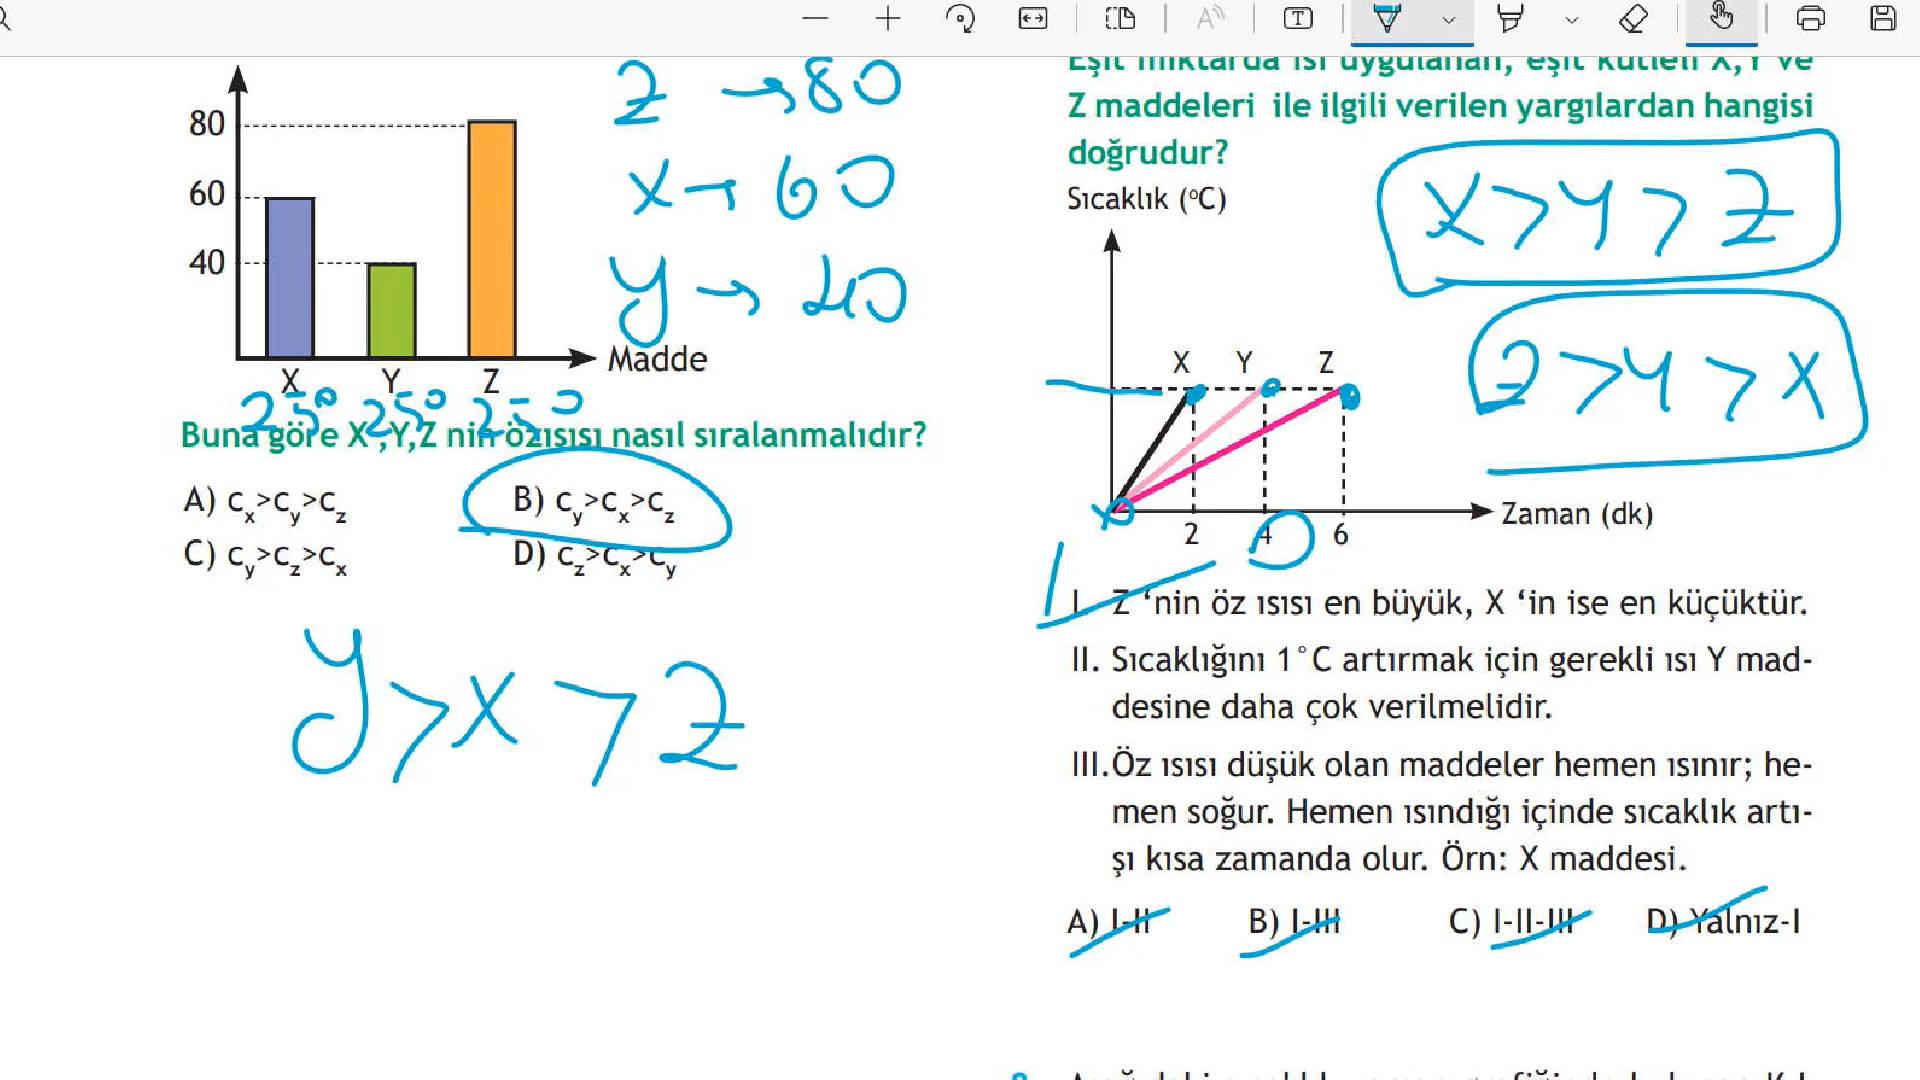 80
60
40
X Y Z
Madde
25° 25° 25°
z → 80
x → 60
y → 40
Buna göre X ,Y,Z nin özısısı nasıl sıralanmalıdır?
A) cx>cy>cz
B) cy>cx>cz
C) cy>cz>cx
D) cz>cx>cy
y > x > z
Eşit miktarda ısı uygulanan, eşit kütleli X,Y ve
Z maddeleri ile ilgili verilen yargılardan hangisi
doğrudur?
Sıcaklık (°C)
x > y > z
z > y > x
X Y Z
2 4 6
Zaman (dk)
I. Z ‘nin öz ısısı en büyük, X ‘in ise en küçüktür.
II. Sıcaklığını 1°C artırmak için gerekli ısı Y mad-
desine daha çok verilmelidir.
III.Öz ısısı düşük olan maddeler hemen ısınır; he-
men soğur. Hemen ısındığı içinde sıcaklık artı-
şı kısa zamanda olur. Örn: X maddesi.
A) I-II B) I-III C) I-II-III D) Yalnız-I